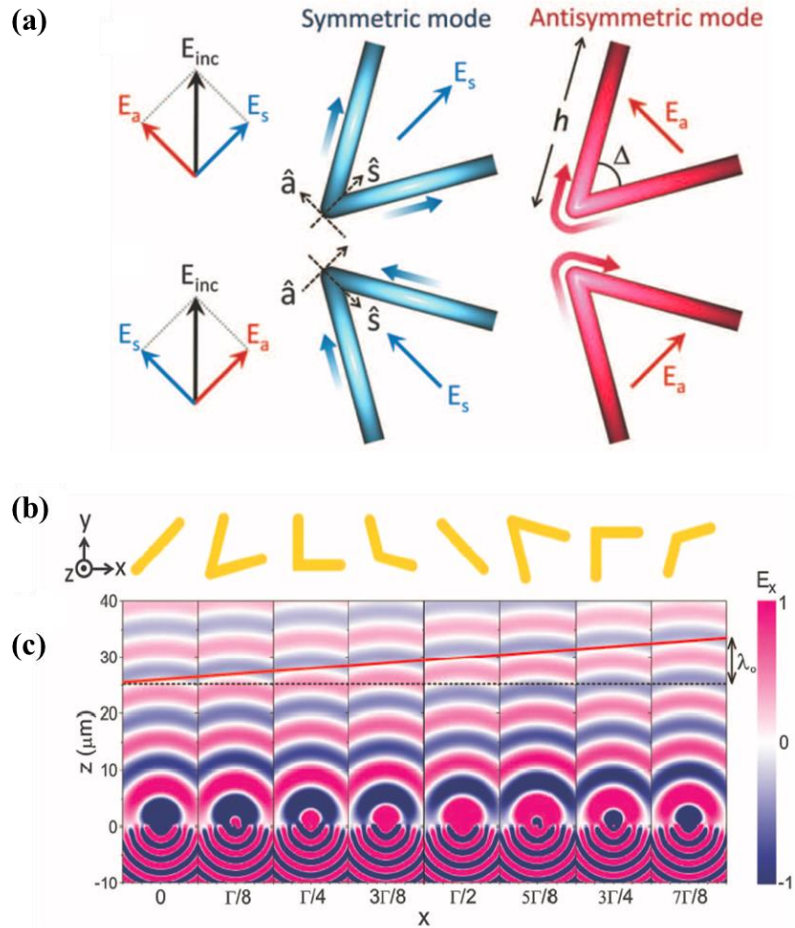 (a)
Symmetric mode
Antisymmetric mode
E_inc
E_a
E_s
E_s
E_a
h
Δ
â
ŝ
E_inc
E_s
E_a
â
ŝ
E_s
E_a
(b)
y
z
x
(c)
E_x
40
30
20
10
0
-10
z (μm)
λ_o
1
0
-1
0
Γ/8
Γ/4
3Γ/8
Γ/2
5Γ/8
3Γ/4
7Γ/8
x